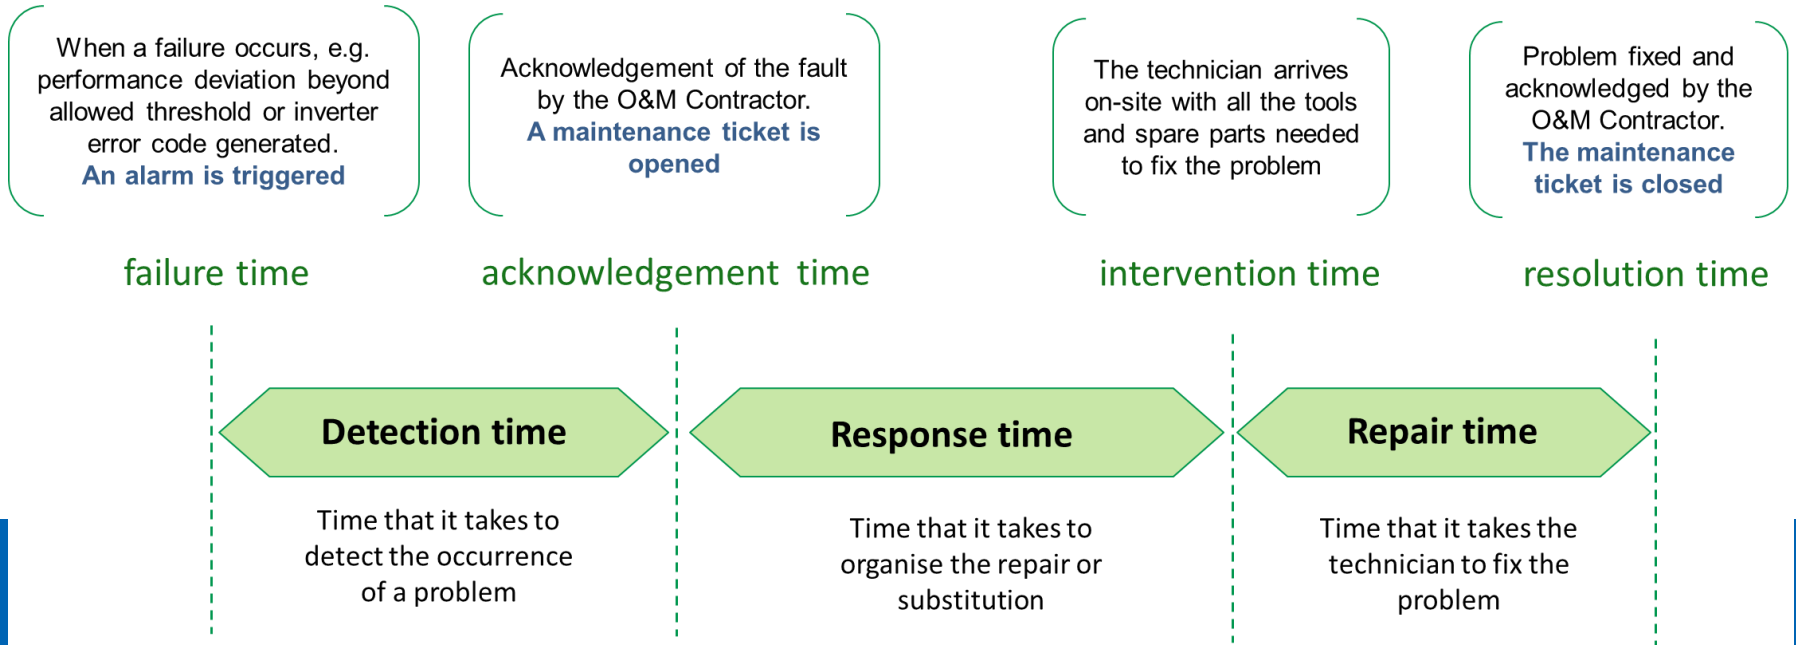 When a failure occurs, e.g.
performance deviation beyond
allowed threshold or inverter
error code generated.
An alarm is triggered
Acknowledgement of the fault
by the O&M Contractor.
A maintenance ticket is
opened
The technician arrives
on-site with all the tools
and spare parts needed
to fix the problem
Problem fixed and
acknowledged by the
O&M Contractor.
The maintenance
ticket is closed
failure time
acknowledgement time
intervention time
resolution time
Detection time
Response time
Repair time
Time that it takes to
detect the occurrence
of a problem
Time that it takes to
organise the repair or
substitution
Time that it takes the
technician to fix the
problem